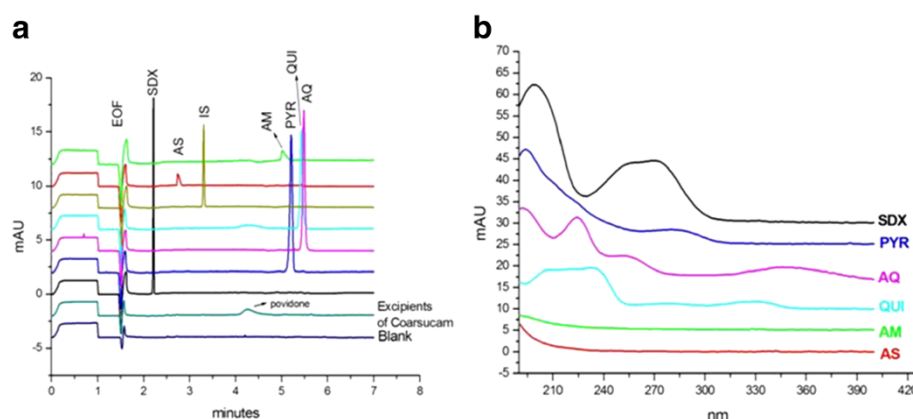 a
b
20
15
10
5
0
-5
mAU
EOF
SDX
AS
IS
AM
PYR
QUI
AQ
povidone
Excipients
of Coarsucam
Blank
0 1 2 3 4 5 6 7 8
minutes
70
65
60
55
50
45
40
35
30
25
20
15
10
5
0
-5
mAU
SDX
PYR
AQ
QUI
AM
AS
210 240 270 300 330 360 390 420
nm